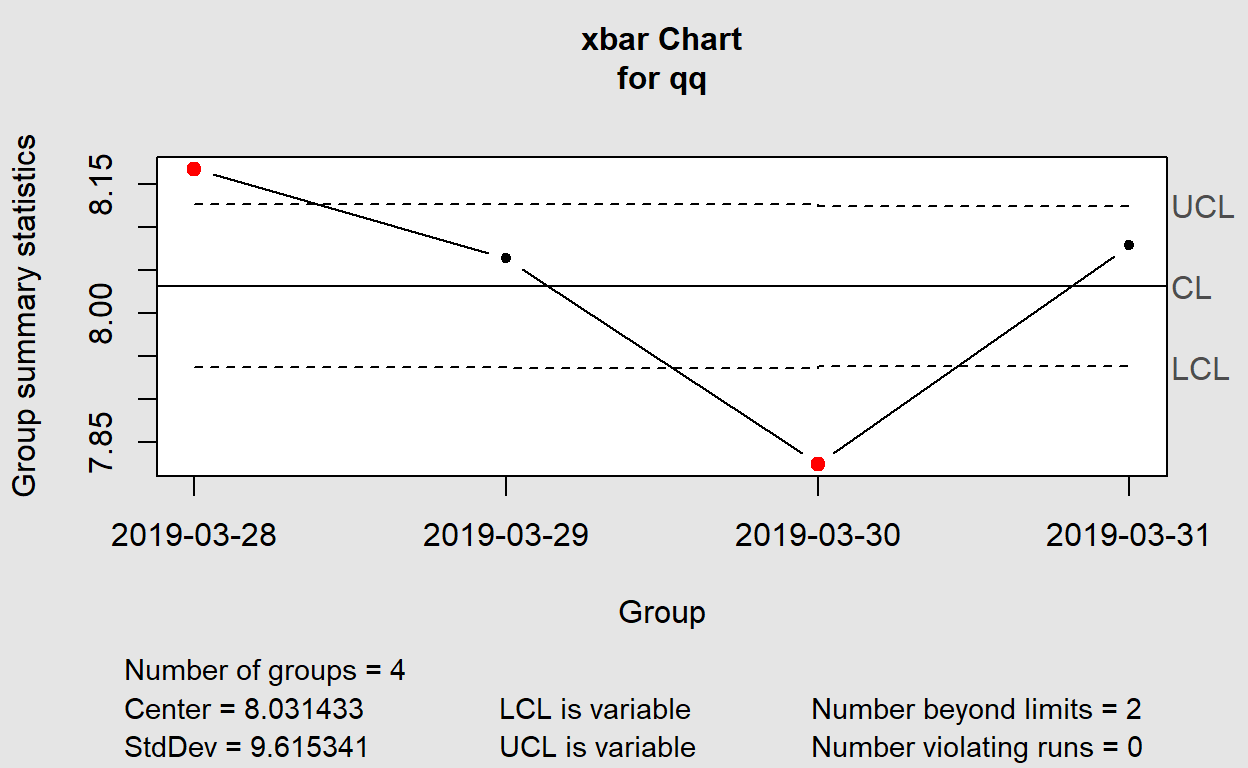 xbar Chart
for qq
Group summary statistics
8.15
8.00
7.85
UCL
CL
LCL
2019-03-28 2019-03-29 2019-03-30 2019-03-31
Group
Number of groups = 4
Center = 8.031433 LCL is variable Number beyond limits = 2
StdDev = 9.615341 UCL is variable Number violating runs = 0